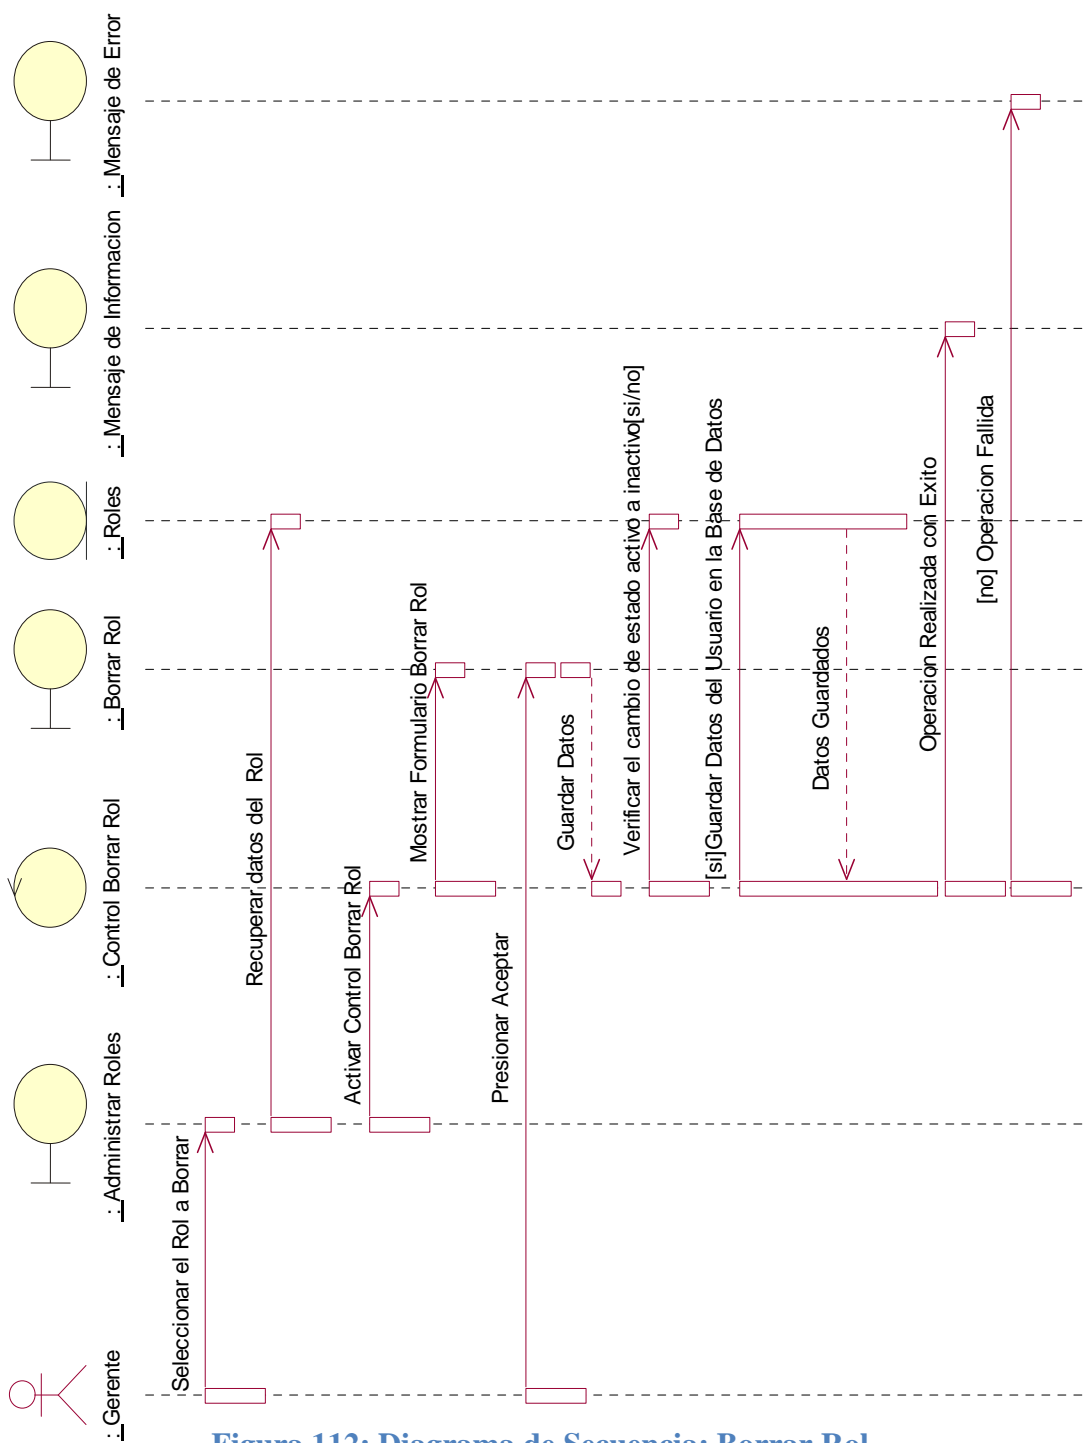 : Gerente
: Administrar Roles
: Control Borrar Rol
: Borrar Rol
: Roles
: Mensaje de Informacion
: Mensaje de Error
Seleccionar el Rol a Borrar
Recuperar datos del Rol
Activar Control Borrar Rol
Mostrar Formulario Borrar Rol
Presionar Aceptar
Guardar Datos
Verificar el cambio de estado activo a inactivo[si/no]
[si]Guardar Datos del Usuario en la Base de Datos
Datos Guardados
Operacion Realizada con Exito
[no] Operacion Fallida
Figura 112: Diagrama de Secuencia: Borrar Rol